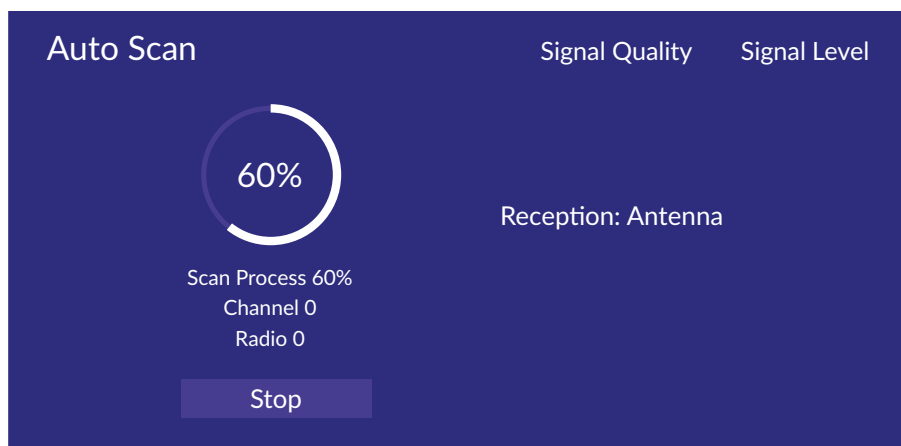 Auto Scan
Signal Quality Signal Level
60%
Reception: Antenna
Scan Process 60%
Channel 0
Radio 0
Stop